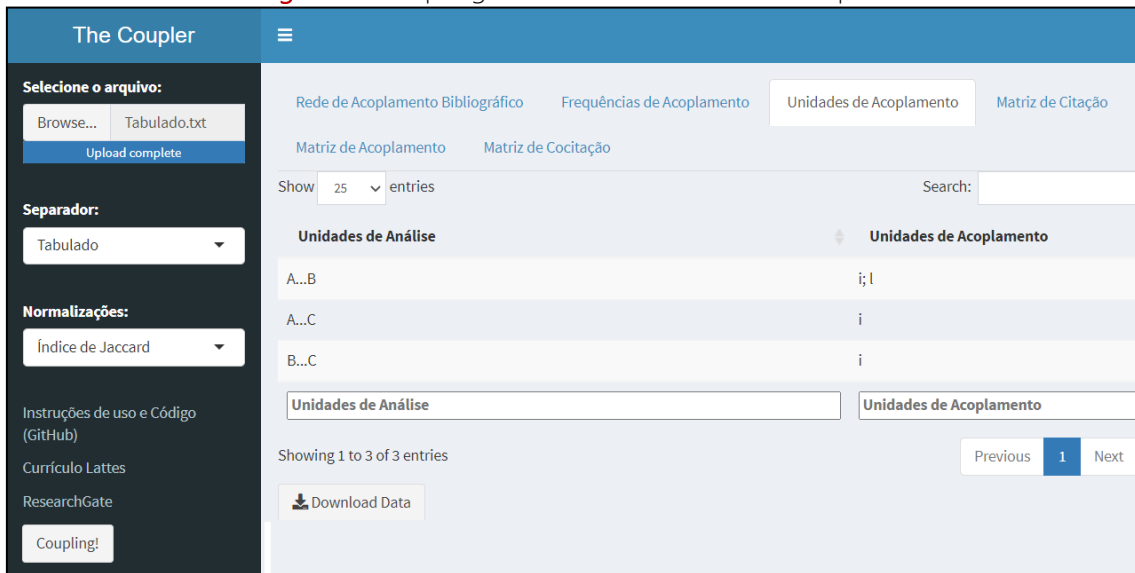 The Coupler
Selecione o arquivo:
Browse... Tabulado.txt
Upload complete
Separador:
Tabulado
Normalizações:
Índice de Jaccard
Instruções de uso e Código
(GitHub)
Currículo Lattes
ResearchGate
Coupling!
Rede de Acoplamento Bibliográfico Frequências de Acoplamento Unidades de Acoplamento Matriz de Citação
Matriz de Acoplamento Matriz de Cocitação
Show 25 entries Search:
Unidades de Análise Unidades de Acoplamento
A...B i; l
A...C i
B...C i
Unidades de Análise Unidades de Acoplamento
Showing 1 to 3 of 3 entries Previous 1 Next
Download Data